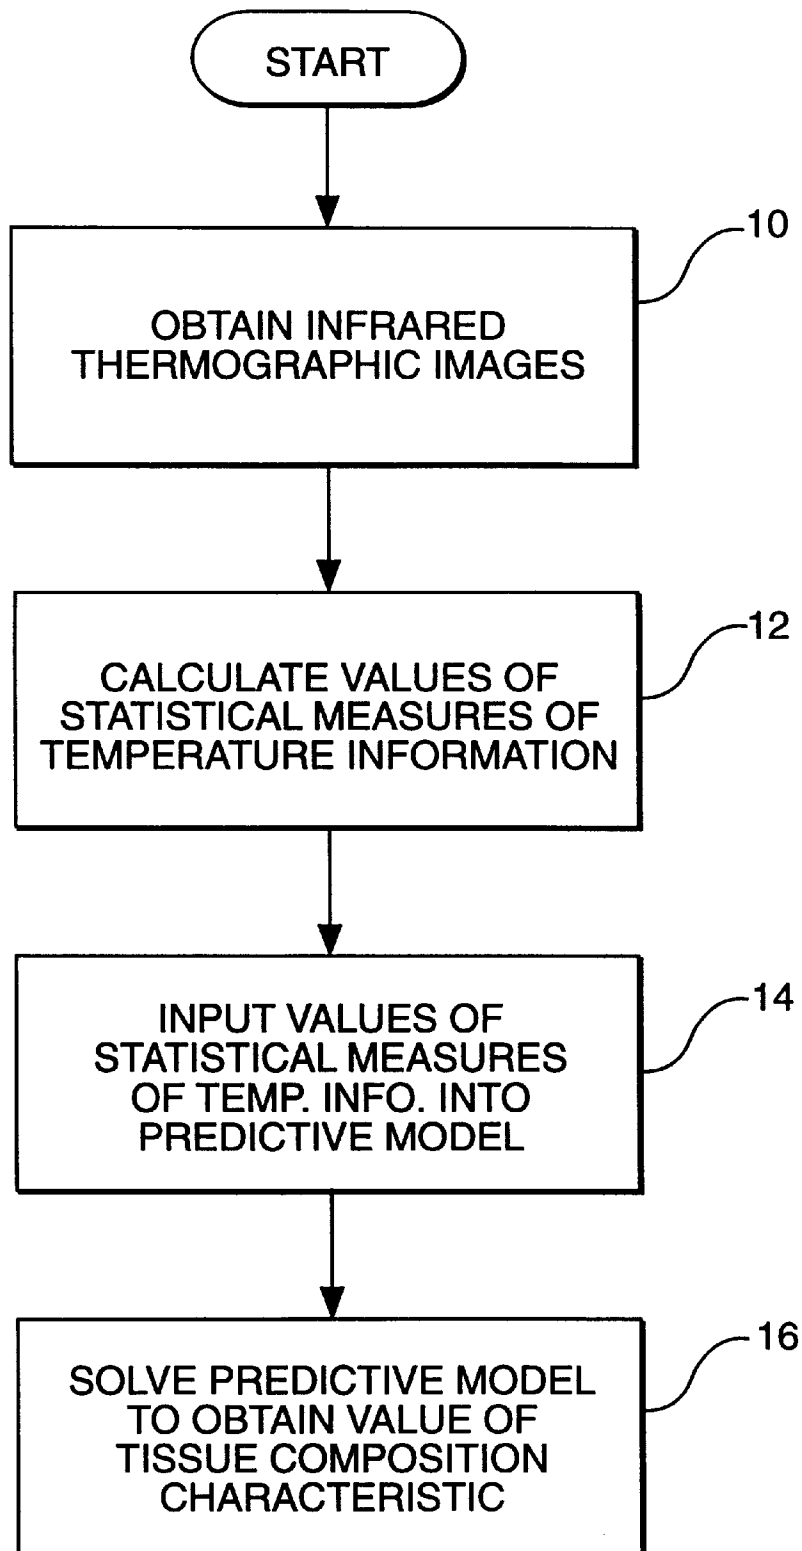 START
10
OBTAIN INFRARED
THERMOGRAPHIC IMAGES
12
CALCULATE VALUES OF
STATISTICAL MEASURES OF
TEMPERATURE INFORMATION
14
INPUT VALUES OF
STATISTICAL MEASURES
OF TEMP. INFO. INTO
PREDICTIVE MODEL
16
SOLVE PREDICTIVE MODEL
TO OBTAIN VALUE OF
TISSUE COMPOSITION
CHARACTERISTIC